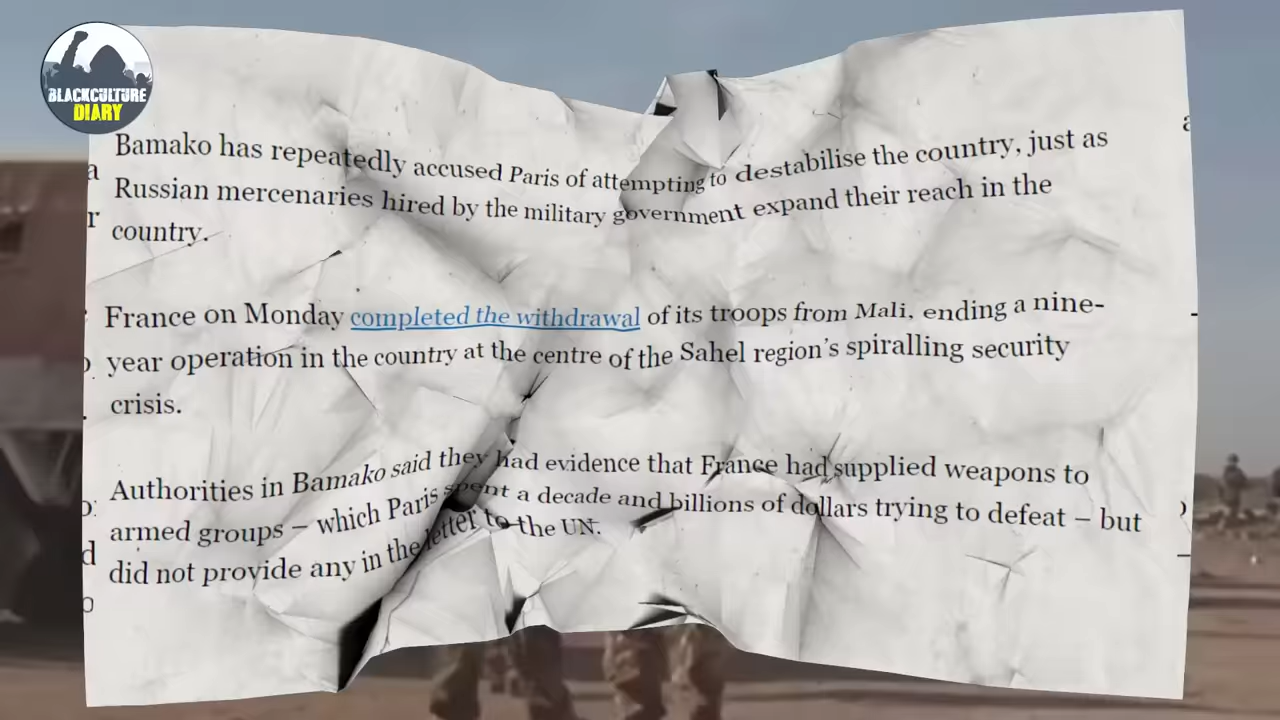 BLACKCULTURE
DIARY
Bamako has repeatedly accused Paris of attempting to destabilise the country, just as
Russian mercenaries hired by the military government expand their reach in the
country.
France on Monday completed the withdrawal of its troops from Mali, ending a nine-
year operation in the country at the centre of the Sahel region’s spiralling security
crisis.
Authorities in Bamako said they had evidence that France had supplied weapons to
armed groups – which Paris spent a decade and billions of dollars trying to defeat – but
did not provide any in the letter to the UN.